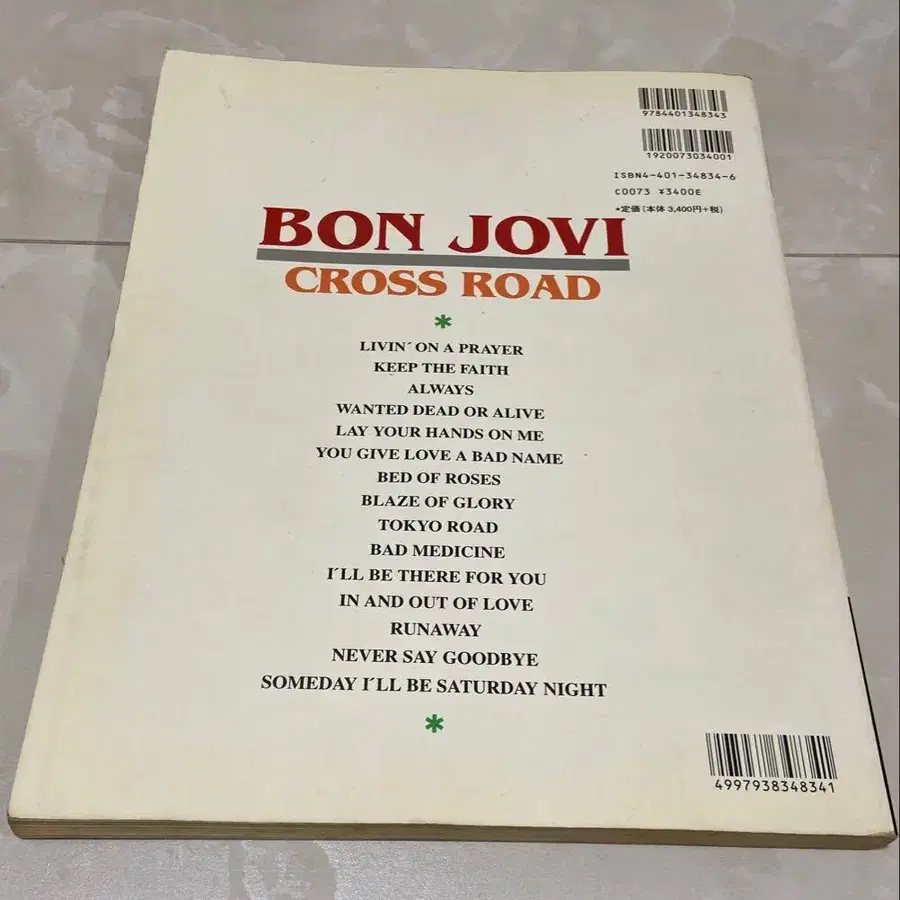 9784401348343
1920073034001
ISBN4-401-34834-6
C0073 ¥3400E
*定価(本体 3,400円+税)
BON JOVI
CROSS ROAD
*
LIVIN´ ON A PRAYER
KEEP THE FAITH
ALWAYS
WANTED DEAD OR ALIVE
LAY YOUR HANDS ON ME
YOU GIVE LOVE A BAD NAME
BED OF ROSES
BLAZE OF GLORY
TOKYO ROAD
BAD MEDICINE
I´LL BE THERE FOR YOU
IN AND OUT OF LOVE
RUNAWAY
NEVER SAY GOODBYE
SOMEDAY I´LL BE SATURDAY NIGHT
*
4997938348341